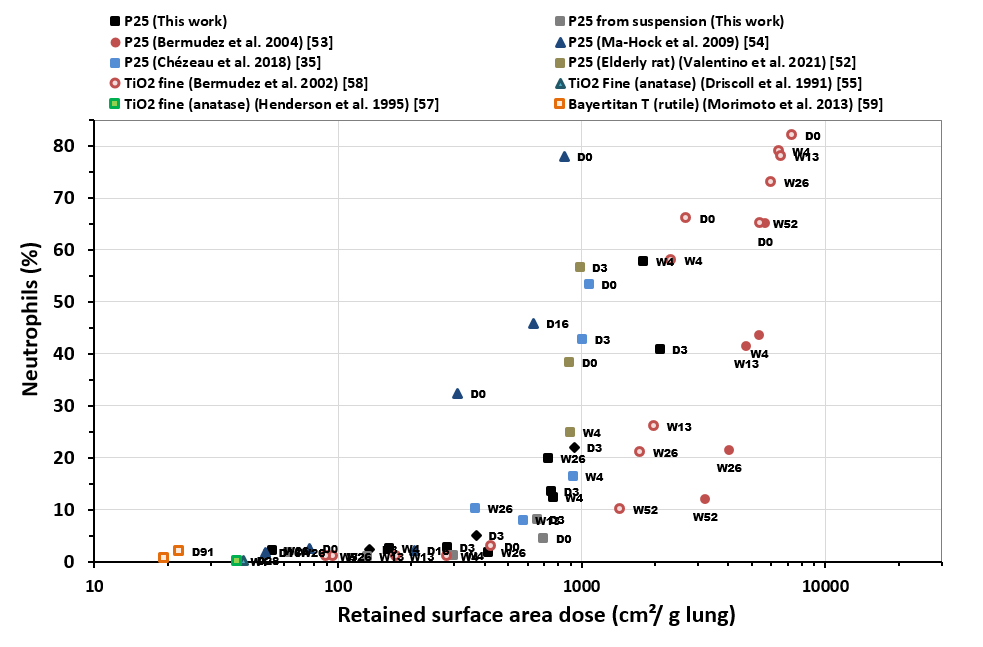 P25 (This work)
P25 from suspension (This work)
P25 (Bermudez et al. 2004) [53]
P25 (Ma-Hock et al. 2009) [54]
P25 (Chézeau et al. 2018) [35]
P25 (Elderly rat) (Valentino et al. 2021) [52]
TiO2 fine (Bermudez et al. 2002) [58]
TiO2 Fine (anatase) (Driscoll et al. 1991) [55]
TiO2 fine (anatase) (Henderson et al. 1995) [57]
Bayertitan T (rutile) (Morimoto et al. 2013) [59]
80
D0
W4
W13
D0
W26
70
D0
W52
D0
60
W4
W4
D3
D0
50
D16
D3
D3
40
W4
W13
D0
D0
30
W13
W4
D3
W26
20
W26
W26
W4
D3
W4
W52
W52
10
W26
W13
D3
D0
D3
D0
D3
W26
D91
D0
W4
D16
W13
W13
W4
0
10
100
1000
10000
Neutrophils (%)
Retained surface area dose (cm²/ g lung)